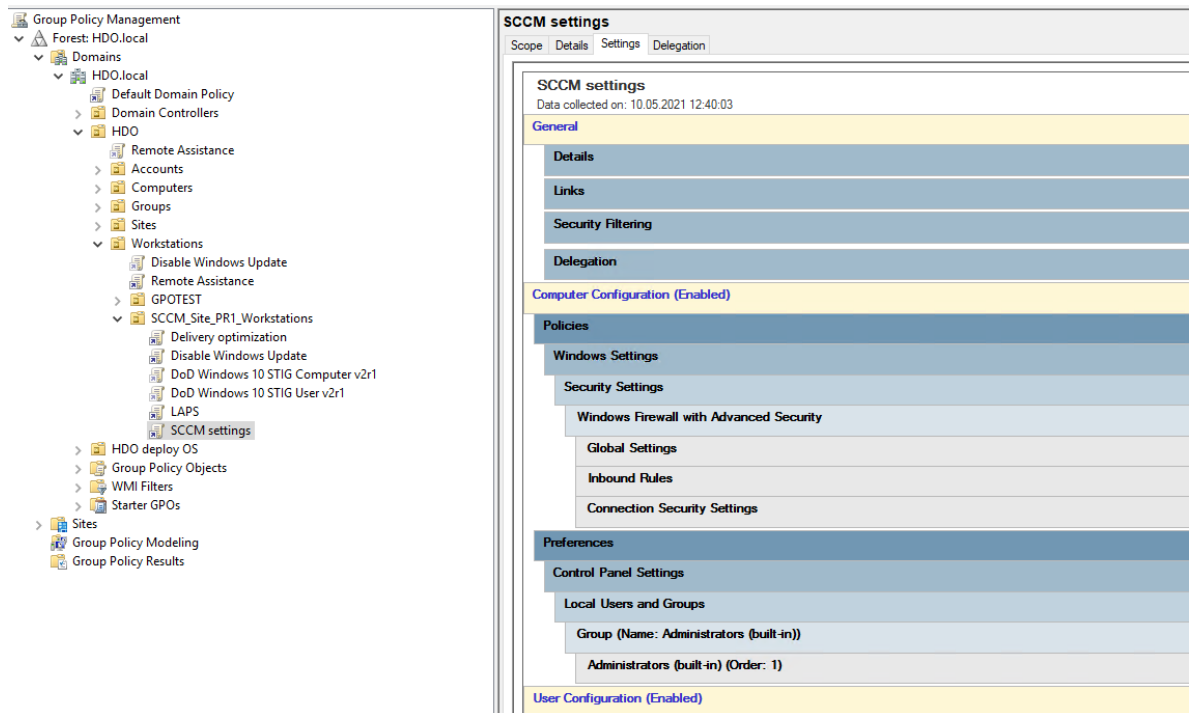 Group Policy Management
Forest: HDO.local
Domains
HDO.local
Default Domain Policy
Domain Controllers
HDO
Remote Assistance
Accounts
Computers
Groups
Sites
Workstations
Disable Windows Update
Remote Assistance
GPOTEST
SCCM_Site_PR1_Workstations
Delivery optimization
Disable Windows Update
DoD Windows 10 STIG Computer v2r1
DoD Windows 10 STIG User v2r1
LAPS
SCCM settings
HDO deploy OS
Group Policy Objects
WMI Filters
Starter GPOs
Sites
Group Policy Modeling
Group Policy Results
SCCM settings
Scope Details Settings Delegation
SCCM settings
Data collected on: 10.05.2021 12:40:03
General
Details
Links
Security Filtering
Delegation
Computer Configuration (Enabled)
Policies
Windows Settings
Security Settings
Windows Firewall with Advanced Security
Global Settings
Inbound Rules
Connection Security Settings
Preferences
Control Panel Settings
Local Users and Groups
Group (Name: Administrators (built-in))
Administrators (built-in) (Order: 1)
User Configuration (Enabled)